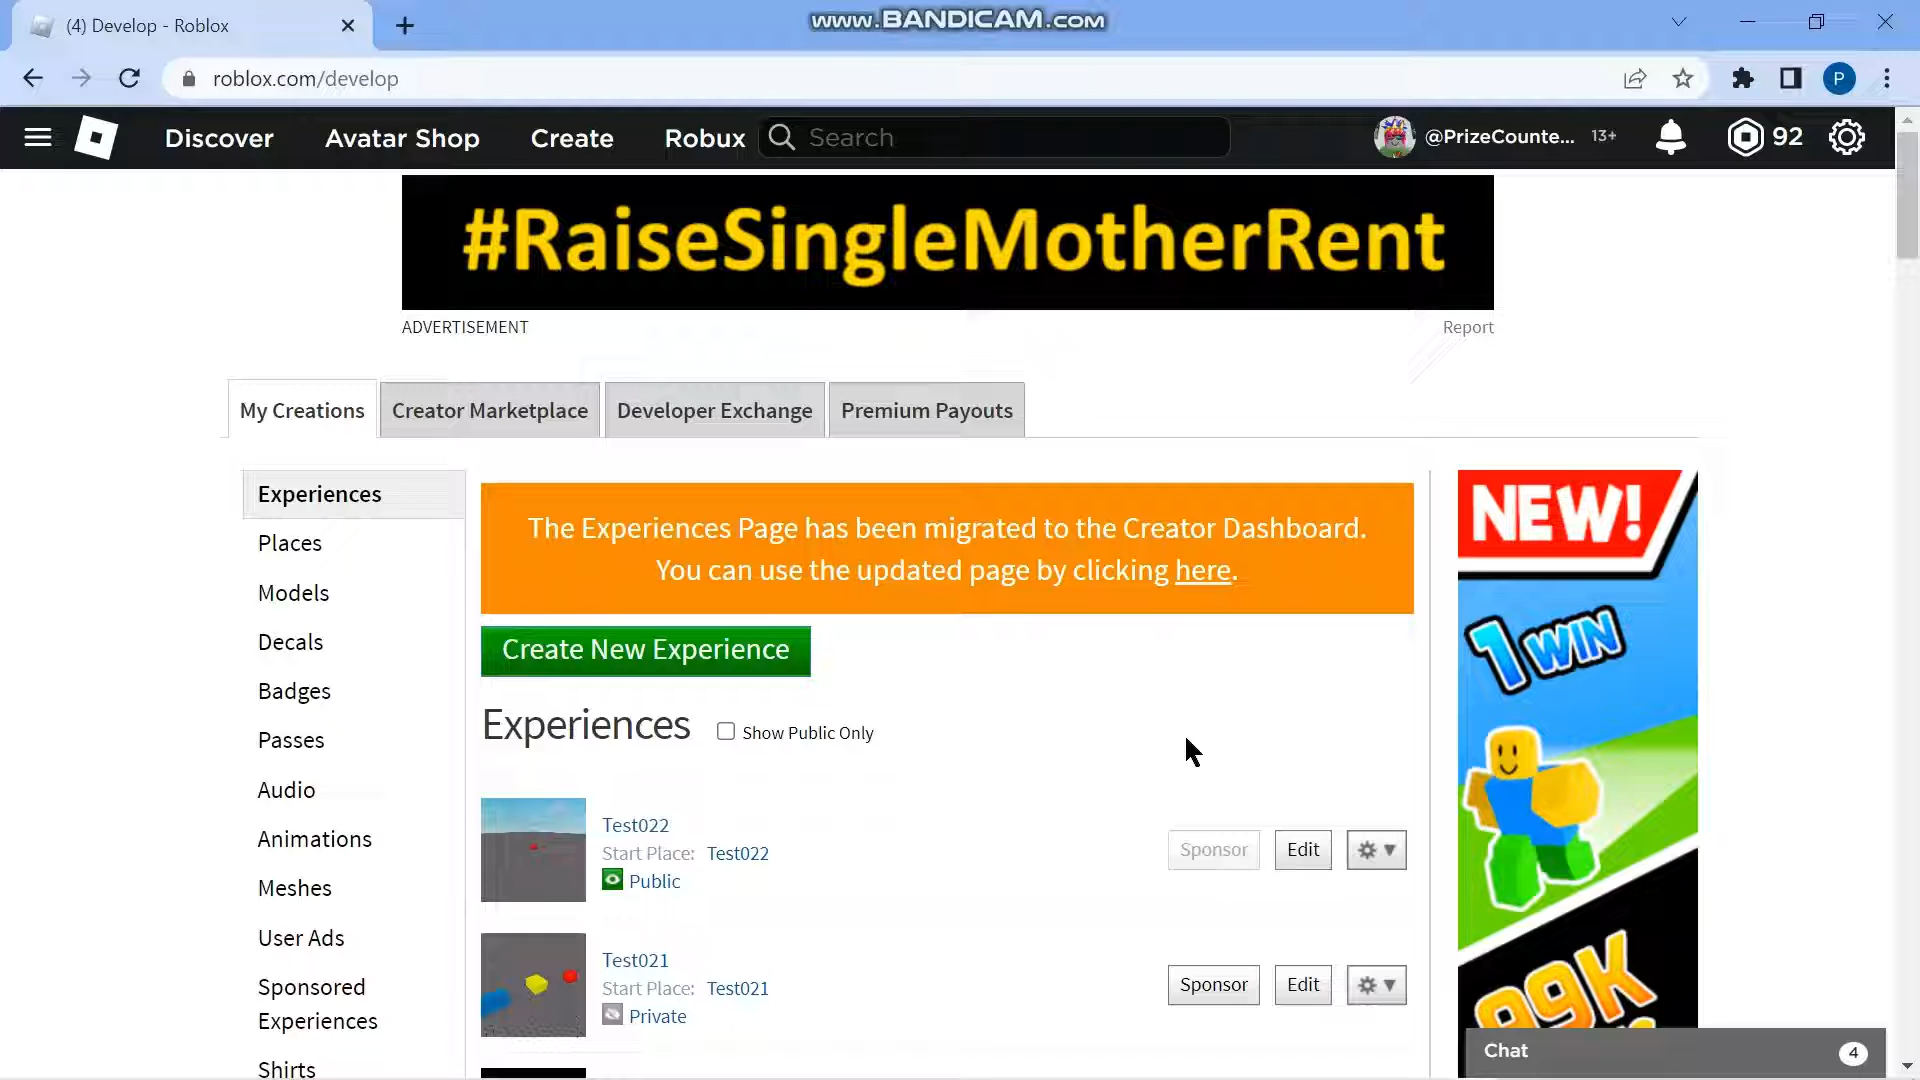 (4) Develop - Roblox
www.BANDICAM.com
roblox.com/develop
P
Discover
Avatar Shop
Create
Robux
Search
@PrizeCounte...
13+
92
#RaiseSingleMotherRent
ADVERTISEMENT
Report
My Creations
Creator Marketplace
Developer Exchange
Premium Payouts
Experiences
Places
Models
Decals
Badges
Passes
Audio
Animations
Meshes
User Ads
Sponsored
Experiences
Shirts
The Experiences Page has been migrated to the Creator Dashboard.
You can use the updated page by clicking here.
Create New Experience
Experiences
Show Public Only
Test022
Start Place: Test022
Public
Sponsor
Edit
Test021
Start Place: Test021
Private
Sponsor
Edit
NEW!
1 WIN
99K
Chat
4